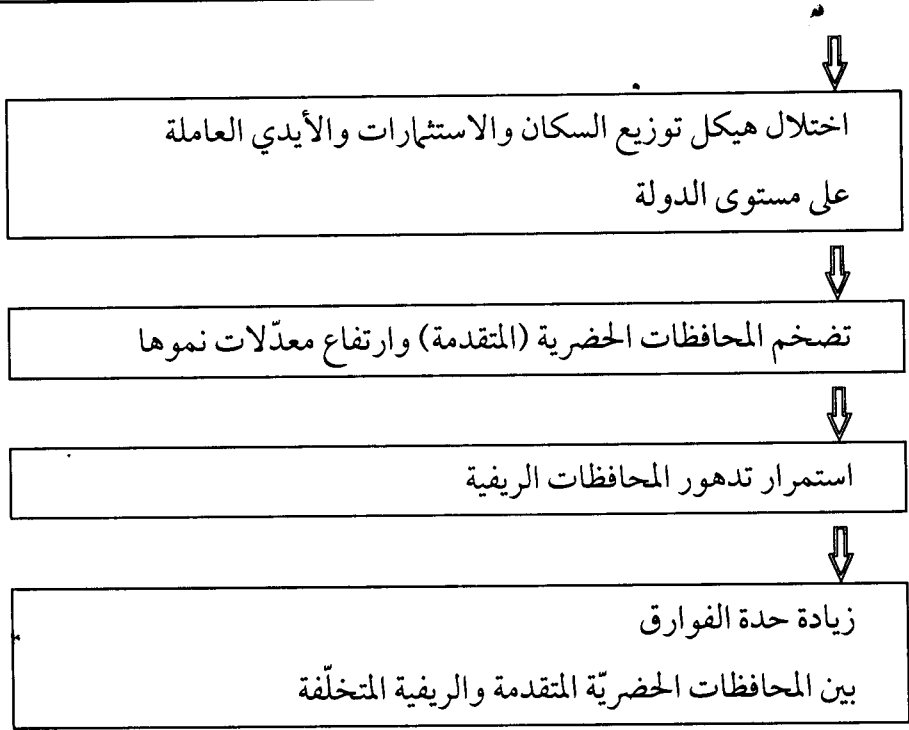 اختلال هيكل توزيع السكان والاستثمارات والأيدي العاملة
على مستوى الدولة
تضخم المحافظات الحضرية (المتقدمة) وارتفاع معدّلات نموها
استمرار تدهور المحافظات الريفية
زيادة حدة الفوارق
بين المحافظات الحضريّة المتقدمة والريفية المتخلّفة